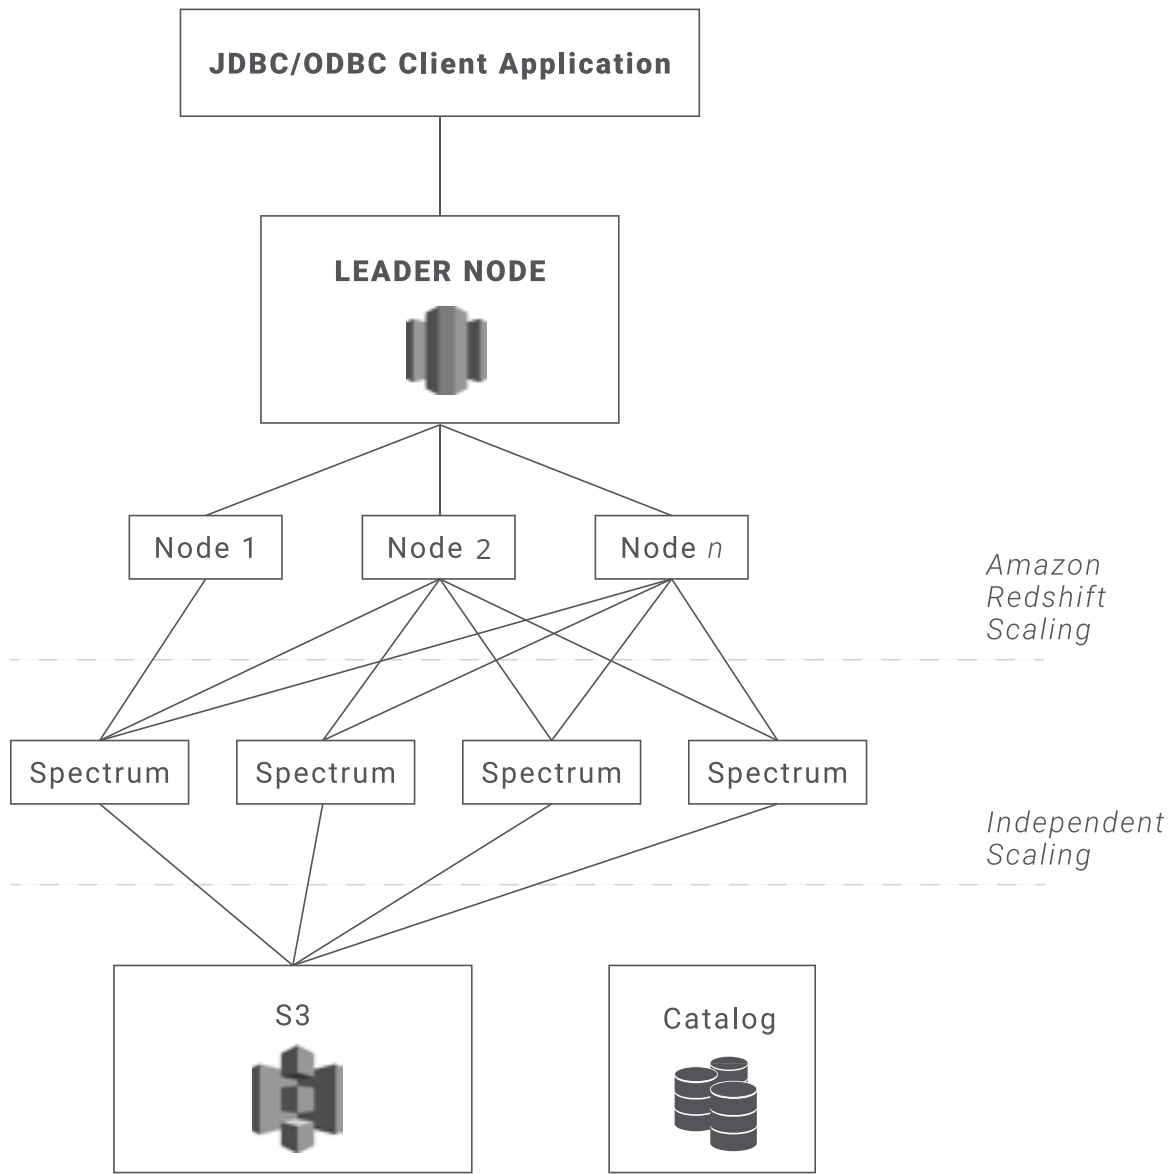 JDBC/ODBC Client Application
LEADER NODE
Node 1
Node 2
Node n
Amazon
Redshift
Scaling
Spectrum
Spectrum
Spectrum
Spectrum
Independent
Scaling
S3
Catalog